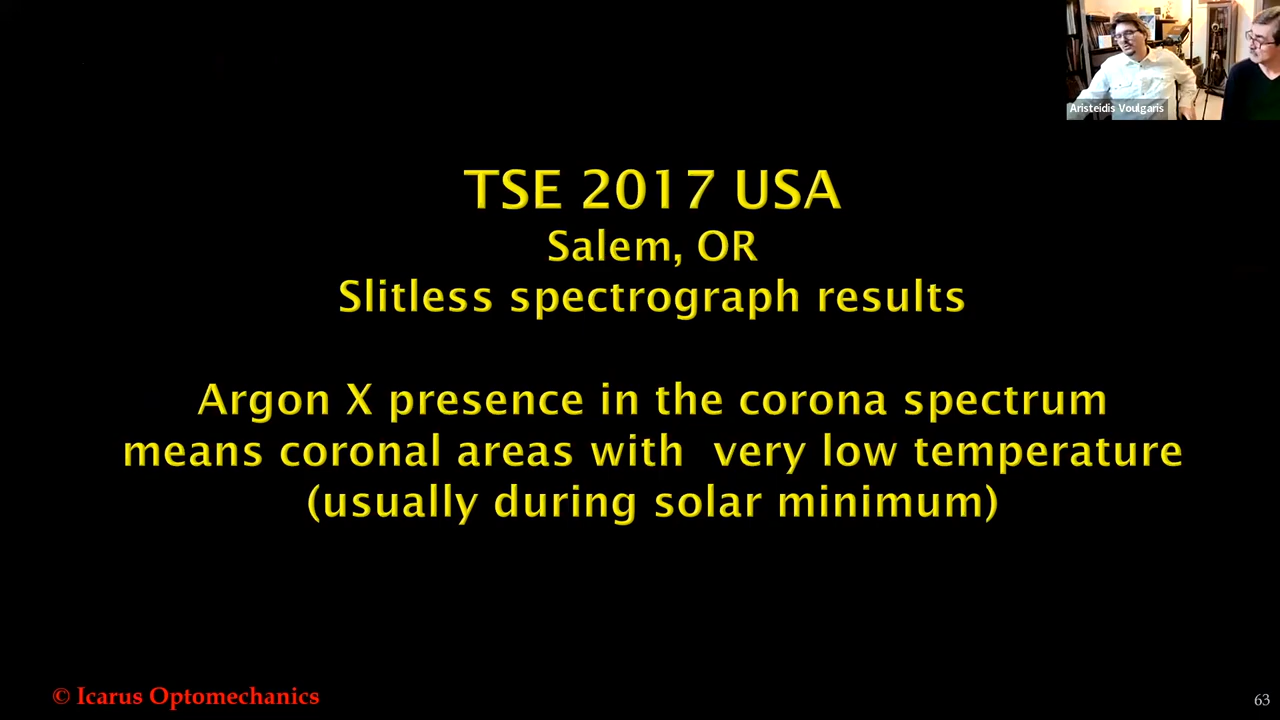 Aristeidis Voulgaris
TSE 2017 USA
Salem, OR
Slitless spectrograph results
Argon X presence in the corona spectrum
means coronal areas with very low temperature
(usually during solar minimum)
© Icarus Optomechanics
63